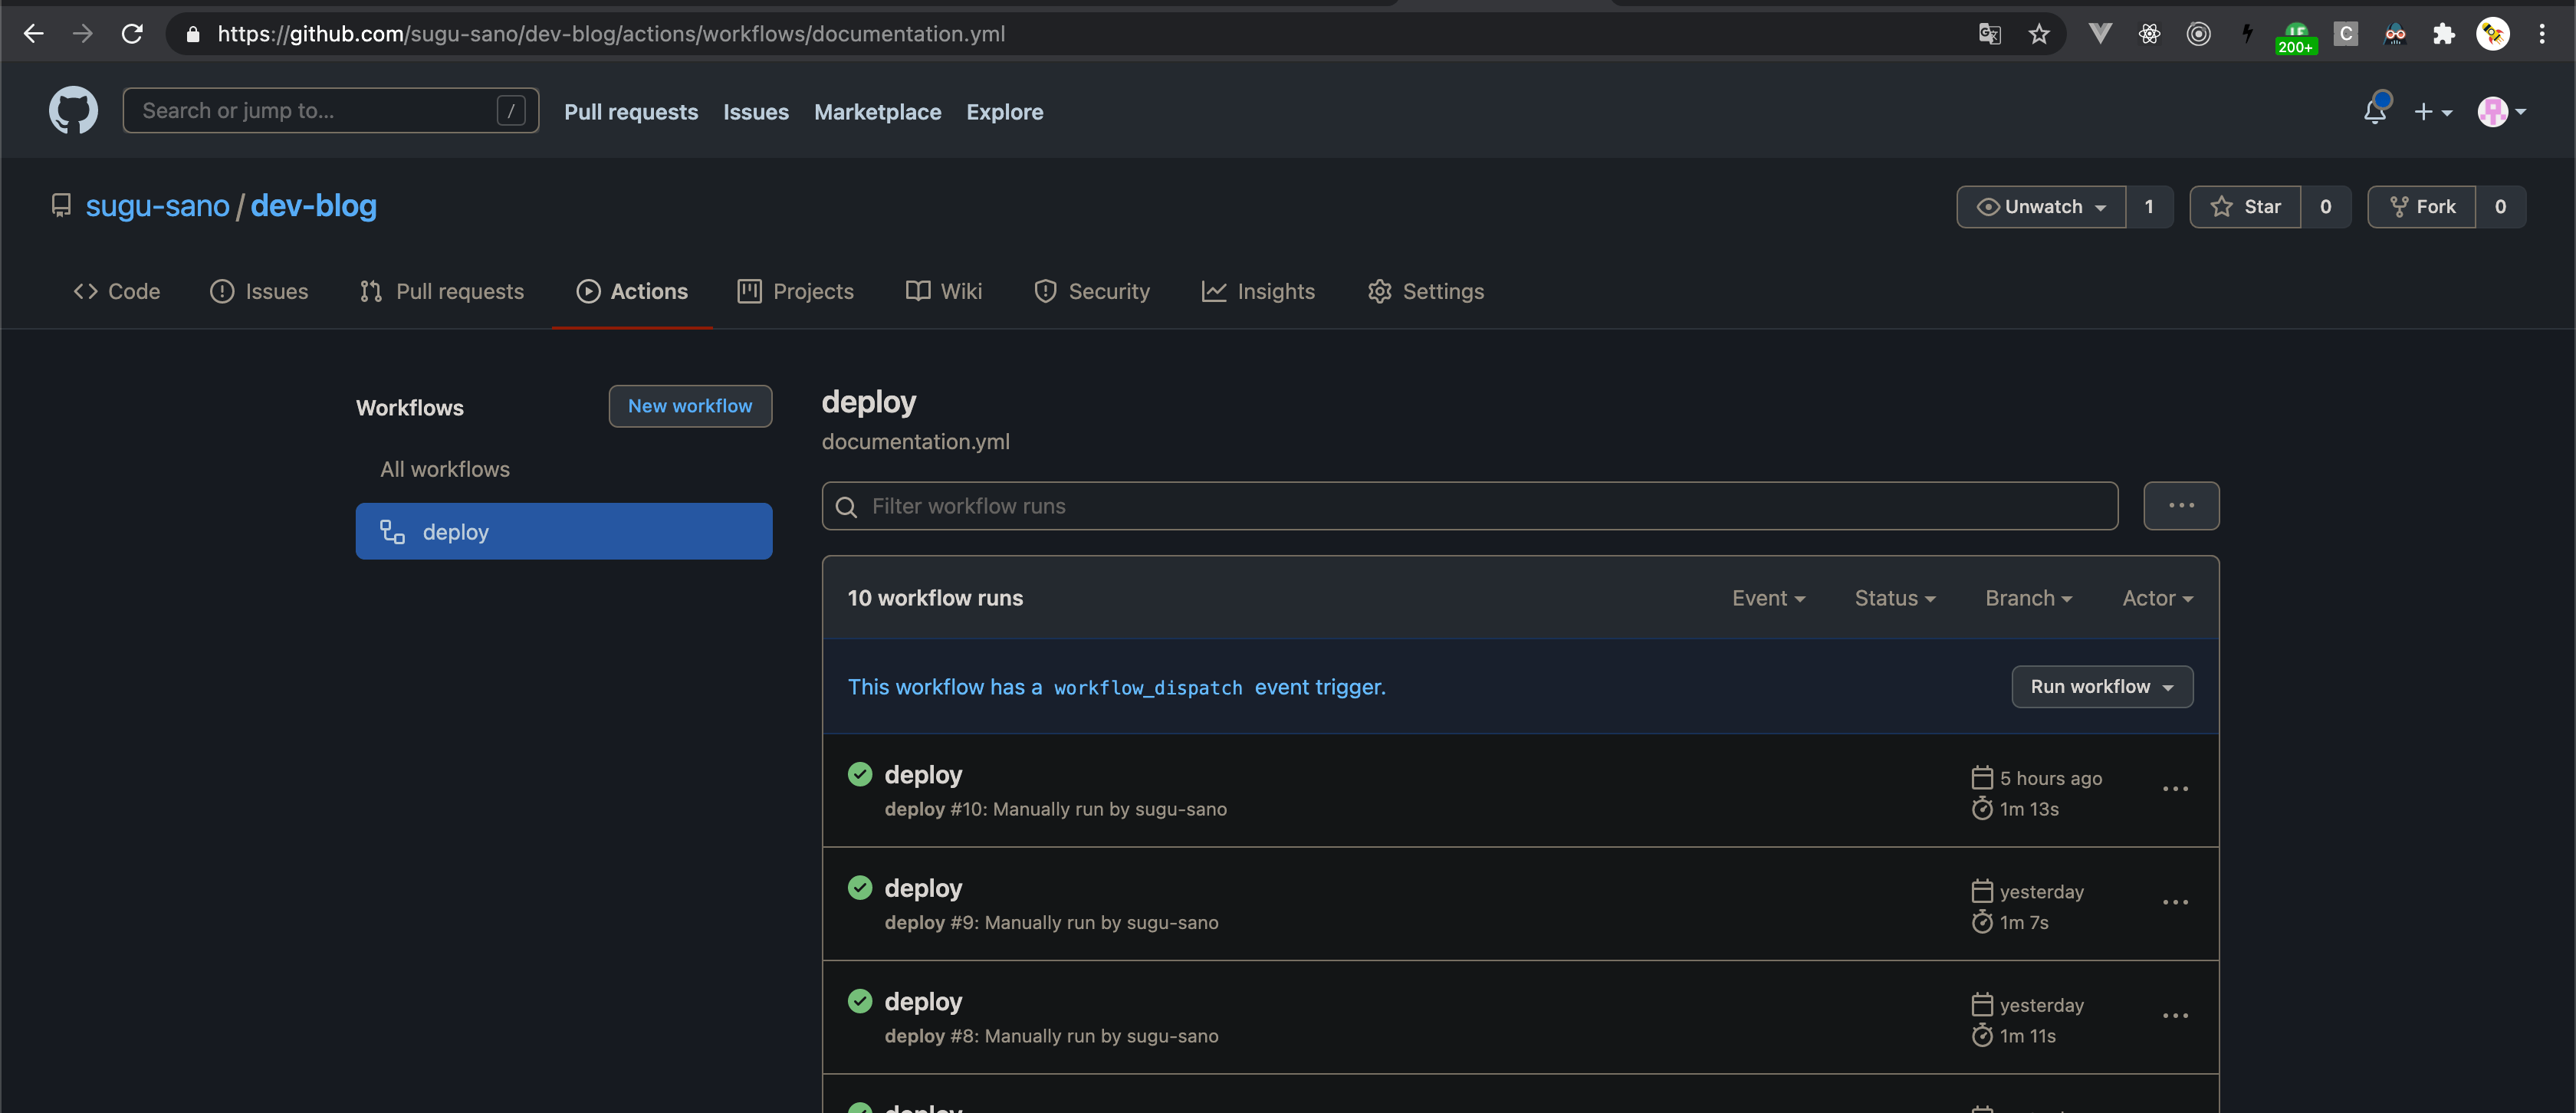 https://github.com/sugu-sano/dev-blog/actions/workflows/documentation.yml
200+
C
Search or jump to... /
Pull requests Issues Marketplace Explore
sugu-sano / dev-blog
Unwatch 1 Star 0 Fork 0
Code Issues Pull requests Actions Projects Wiki Security Insights Settings
Workflows
New workflow
All workflows
deploy
deploy
documentation.yml
Filter workflow runs
10 workflow runs
Event Status Branch Actor
This workflow has a workflow_dispatch event trigger.
Run workflow
deploy
deploy #10: Manually run by sugu-sano
5 hours ago
1m 13s
deploy
deploy #9: Manually run by sugu-sano
yesterday
1m 7s
deploy
deploy #8: Manually run by sugu-sano
yesterday
1m 11s
deploy